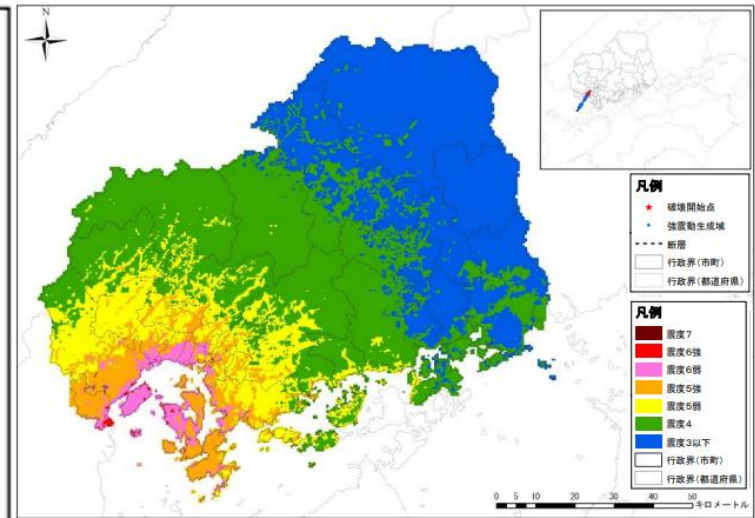 N
凡例
破壊開始点
強震動生成域
断層
行政界(市町)
行政界(都道府県)
凡例
震度7
震度6強
震度6弱
震度5強
震度5弱
震度4
震度3以下
行政界(市町)
行政界(都道府県)
0 5 10 20 30 40 50
キロメートル